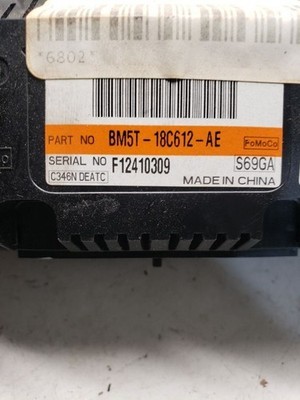 *6802*
PART NO BM5T-18C612-AE FoMoCo
SERIAL NO F12410309 S69GA
C346N DEATC MADE IN CHINA